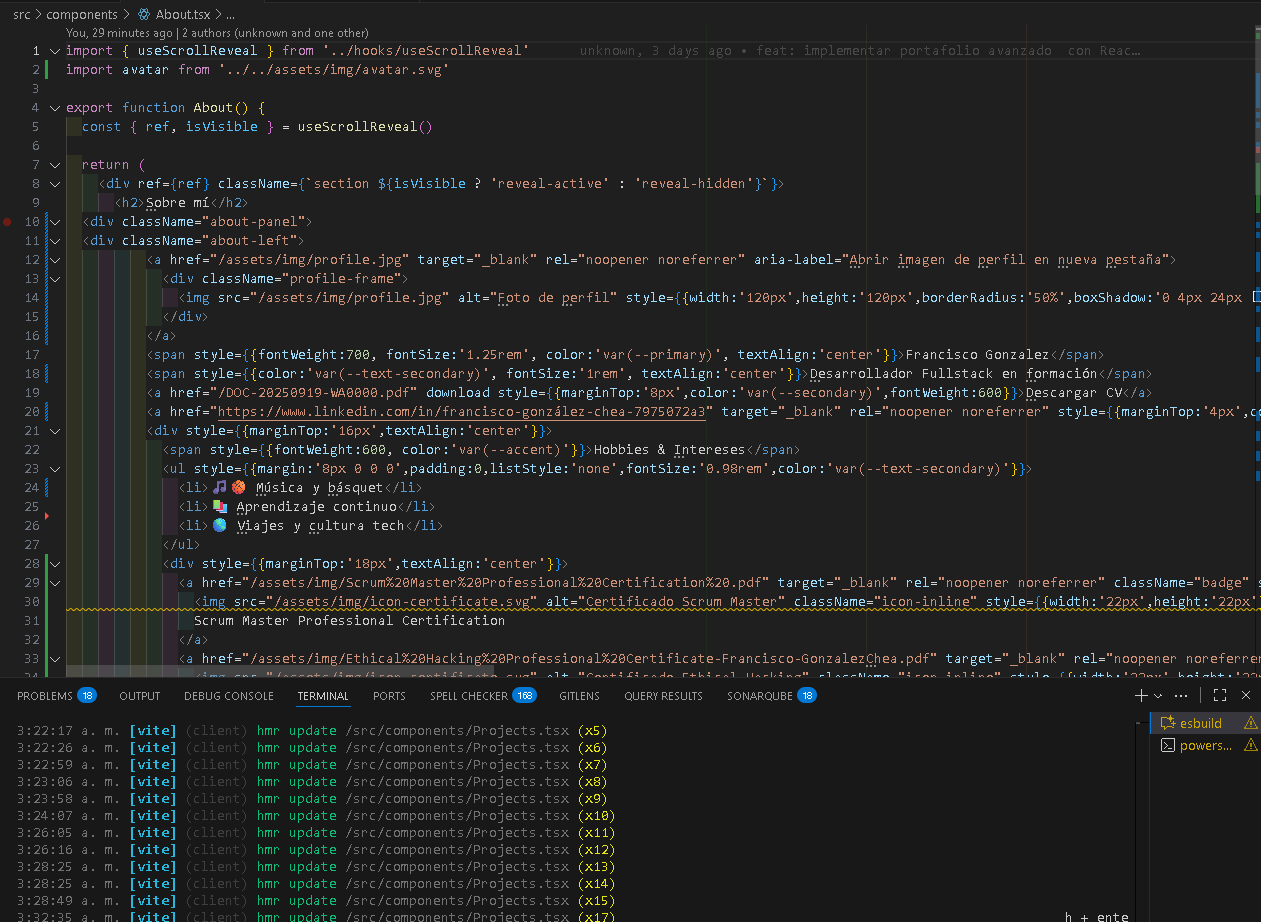 src > components > About.tsx > ...
You, 29 minutes ago | 2 authors (unknown and one other)
1 import { useScrollReveal } from '../hooks/useScrollReveal' unknown, 3 days ago • feat: implementar portafolio avanzado con Reac…
2 import avatar from '../../assets/img/avatar.svg'
3
4 export function About() {
5 const { ref, isVisible } = useScrollReveal()
6
7 return (
8 <div ref={ref} className={`section ${isVisible ? 'reveal-active' : 'reveal-hidden'}`}>
9 <h2>Sobre mí</h2>
10 <div className="about-panel">
11 <div className="about-left">
12 <a href="/assets/img/profile.jpg" target="_blank" rel="noopener noreferrer" aria-label="Abrir imagen de perfil en nueva pestaña">
13 <div className="profile-frame">
14 <img src="/assets/img/profile.jpg" alt="Foto de perfil" style={{width:'120px',height:'120px',borderRadius:'50%',boxShadow:'0 4px 24px
15 </div>
16 </a>
17 <span style={{fontWeight:700, fontSize:'1.25rem', color:'var(--primary)', textAlign:'center'}}>Francisco Gonzalez</span>
18 <span style={{color:'var(--text-secondary)', fontSize:'1rem', textAlign:'center'}}>Desarrollador Fullstack en formación</span>
19 <a href="/DOC-20250919-WA0000.pdf" download style={{marginTop:'8px',color:'var(--secondary)',fontWeight:600}}>Descargar CV</a>
20 <a href="https://www.linkedin.com/in/francisco-gonzález-chea-7975072a3" target="_blank" rel="noopener noreferrer" style={{marginTop:'4px',c
21 <div style={{marginTop:'16px',textAlign:'center'}}>
22 <span style={{fontWeight:600, color:'var(--accent)'}}>Hobbies & Intereses</span>
23 <ul style={{margin:'8px 0 0 0',padding:0,listStyle:'none',fontSize:'0.98rem',color:'var(--text-secondary)'}}>
24 <li>🎵🏀 Música y básquet</li>
25 <li>📚 Aprendizaje continuo</li>
26 <li>🌎 Viajes y cultura tech</li>
27 </ul>
28 <div style={{marginTop:'18px',textAlign:'center'}}>
29 <a href="/assets/img/Scrum%20Master%20Professional%20Certification%20.pdf" target="_blank" rel="noopener noreferrer" className="badge" s
30 <img src="/assets/img/icon-certificate.svg" alt="Certificado Scrum Master" className="icon-inline" style={{width:'22px',height:'22px'
31 Scrum Master Professional Certification
32 </a>
33 <a href="/assets/img/Ethical%20Hacking%20Professional%20Certificate-Francisco-GonzalezChea.pdf" target="_blank" rel="noopener noreferrer
PROBLEMS 18 OUTPUT DEBUG CONSOLE TERMINAL PORTS SPELL CHECKER 168 GITLENS QUERY RESULTS SONARQUBE 18
3:22:17 a. m. [vite] (client) hmr update /src/components/Projects.tsx (x5)
3:22:26 a. m. [vite] (client) hmr update /src/components/Projects.tsx (x6)
3:22:59 a. m. [vite] (client) hmr update /src/components/Projects.tsx (x7)
3:23:06 a. m. [vite] (client) hmr update /src/components/Projects.tsx (x8)
3:23:58 a. m. [vite] (client) hmr update /src/components/Projects.tsx (x9)
3:24:07 a. m. [vite] (client) hmr update /src/components/Projects.tsx (x10)
3:26:05 a. m. [vite] (client) hmr update /src/components/Projects.tsx (x11)
3:26:16 a. m. [vite] (client) hmr update /src/components/Projects.tsx (x12)
3:28:25 a. m. [vite] (client) hmr update /src/components/Projects.tsx (x13)
3:28:25 a. m. [vite] (client) hmr update /src/components/Projects.tsx (x14)
3:28:49 a. m. [vite] (client) hmr update /src/components/Projects.tsx (x15)
3:32:35 a. m. [vite] (client) hmr update /src/components/Projects.tsx (x17)
h + ente
esbuild
powers...